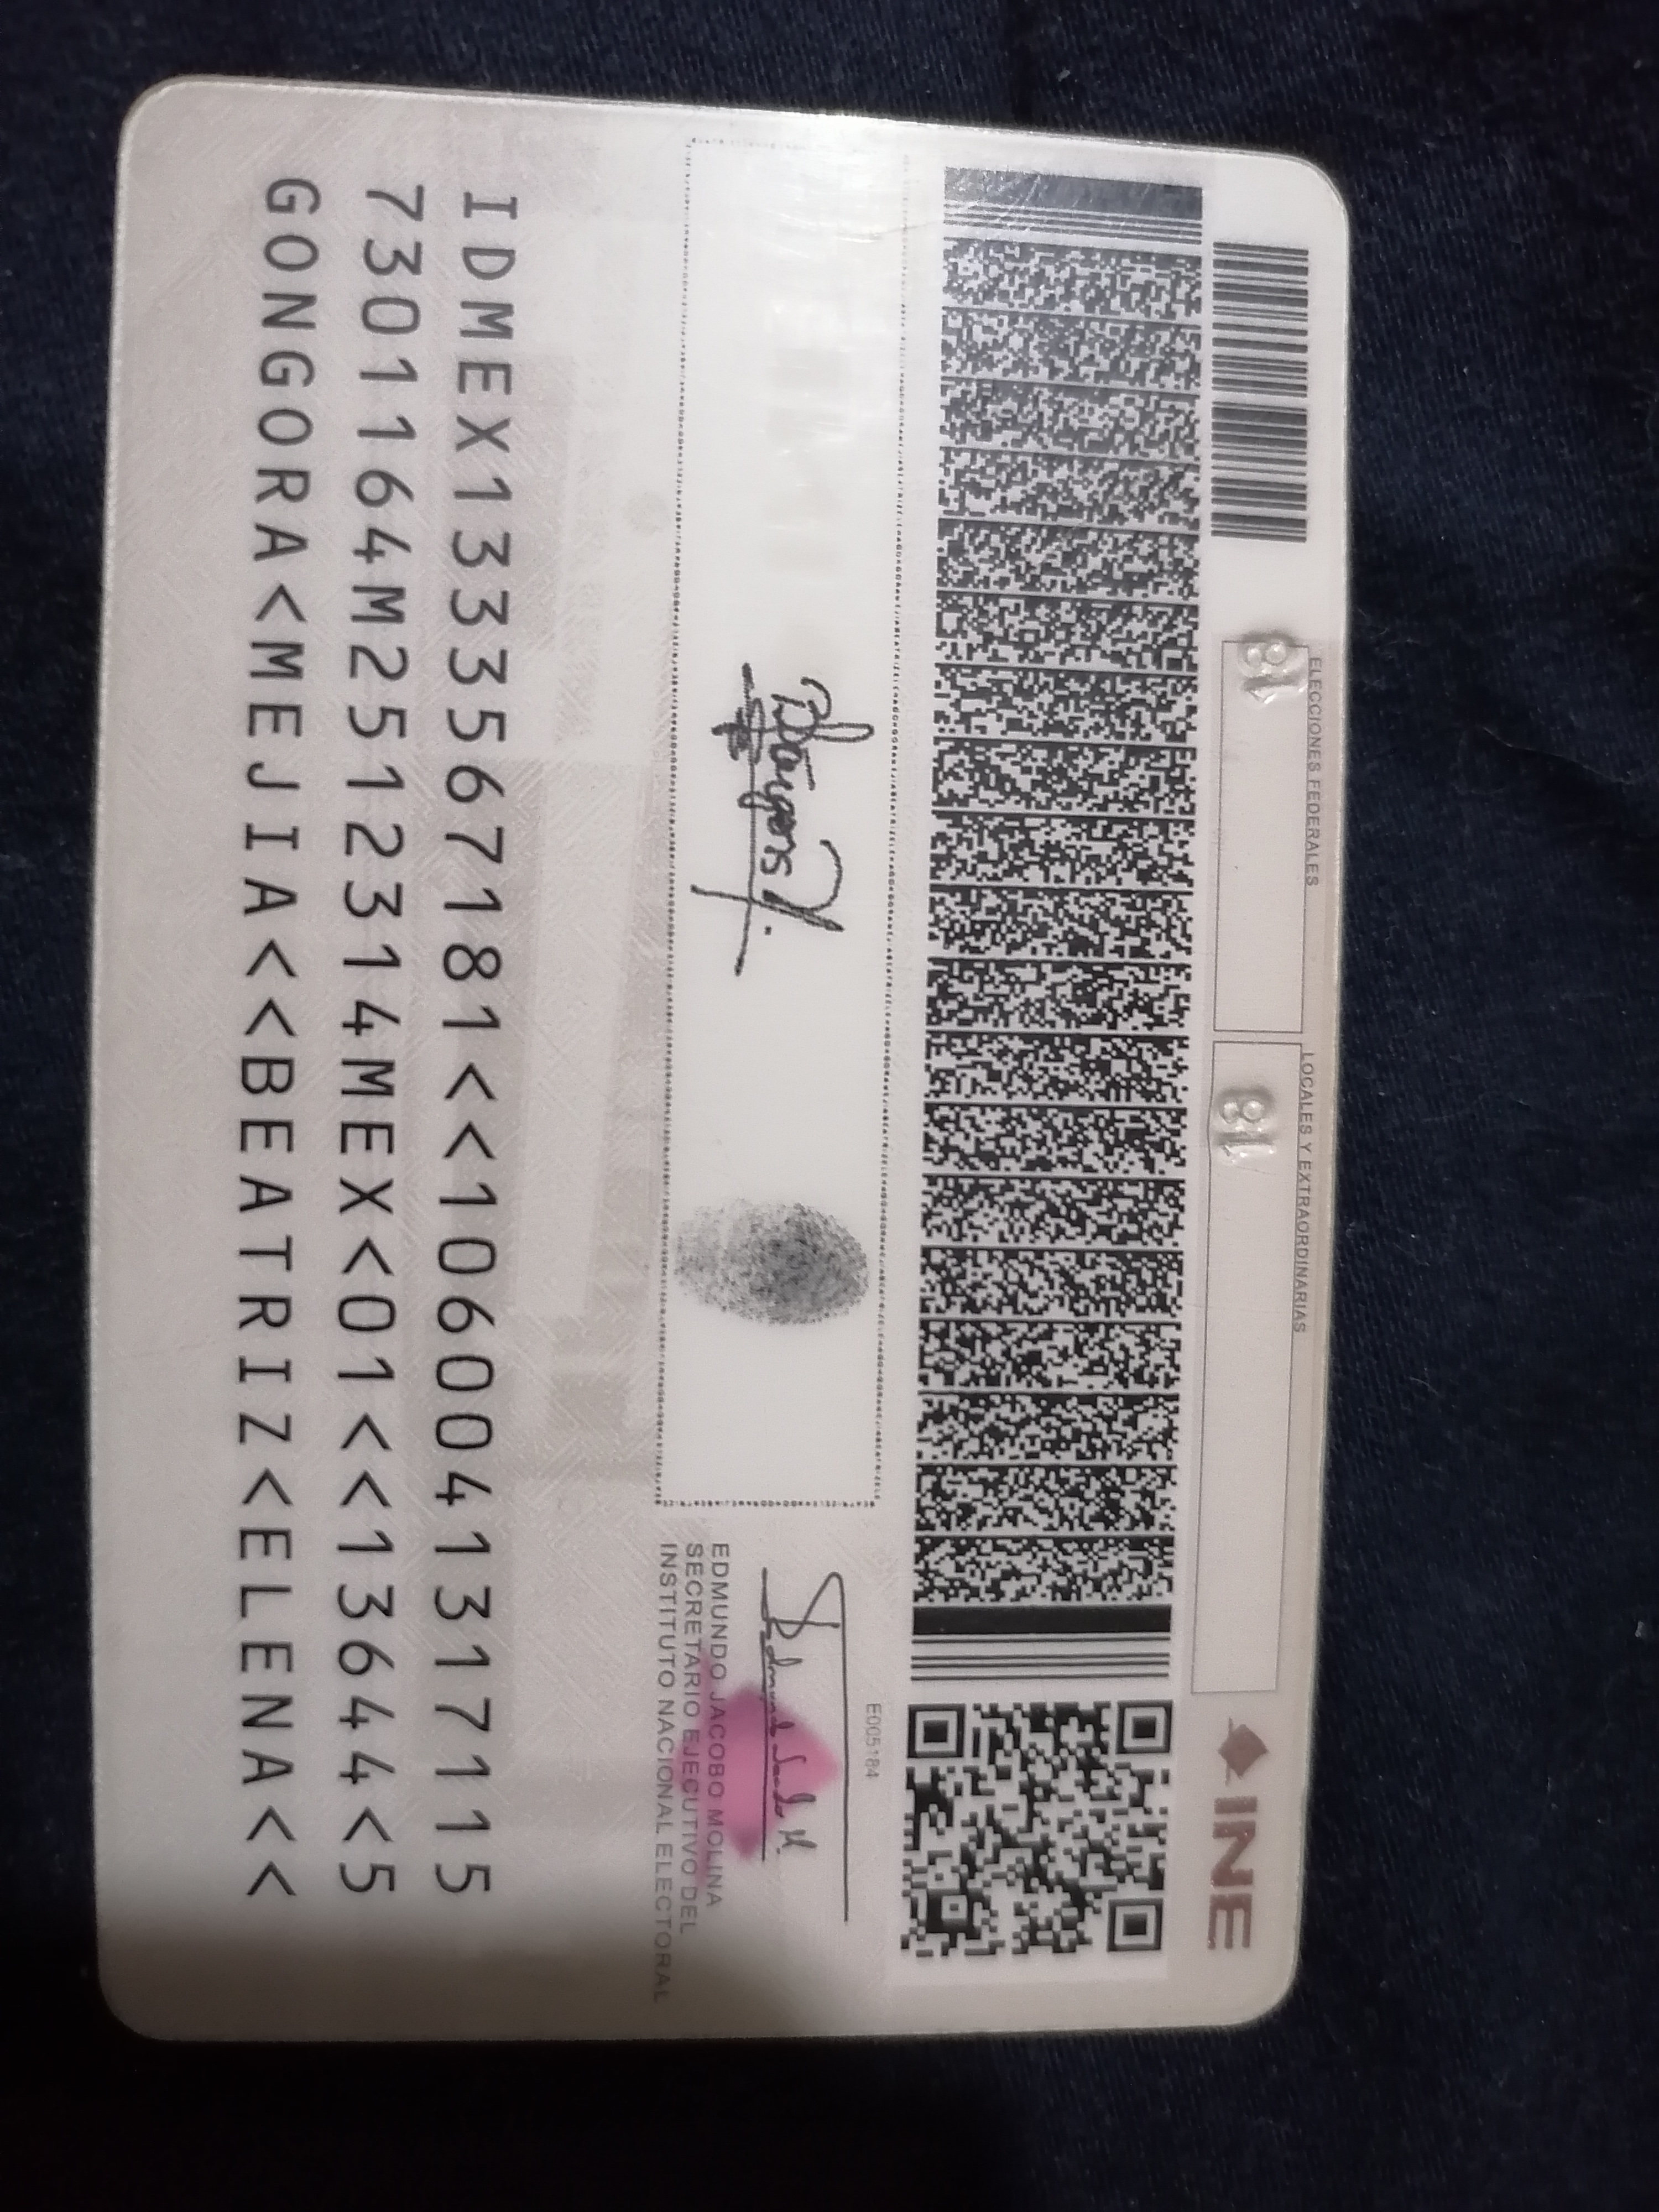 ELECCIONES FEDERALES
LOCALES Y EXTRAORDINARIAS
INE
18
18
E005184
EDMUNDO JACOBO MOLINA
SECRETARIO EJECUTIVO DEL
INSTITUTO NACIONAL ELECTORAL
IDMEX1333567181<<1060041317115
7301164M2512314MEX<01<<13644<5
GONGORA<MEJIA<<BEATRIZ<ELENA<<